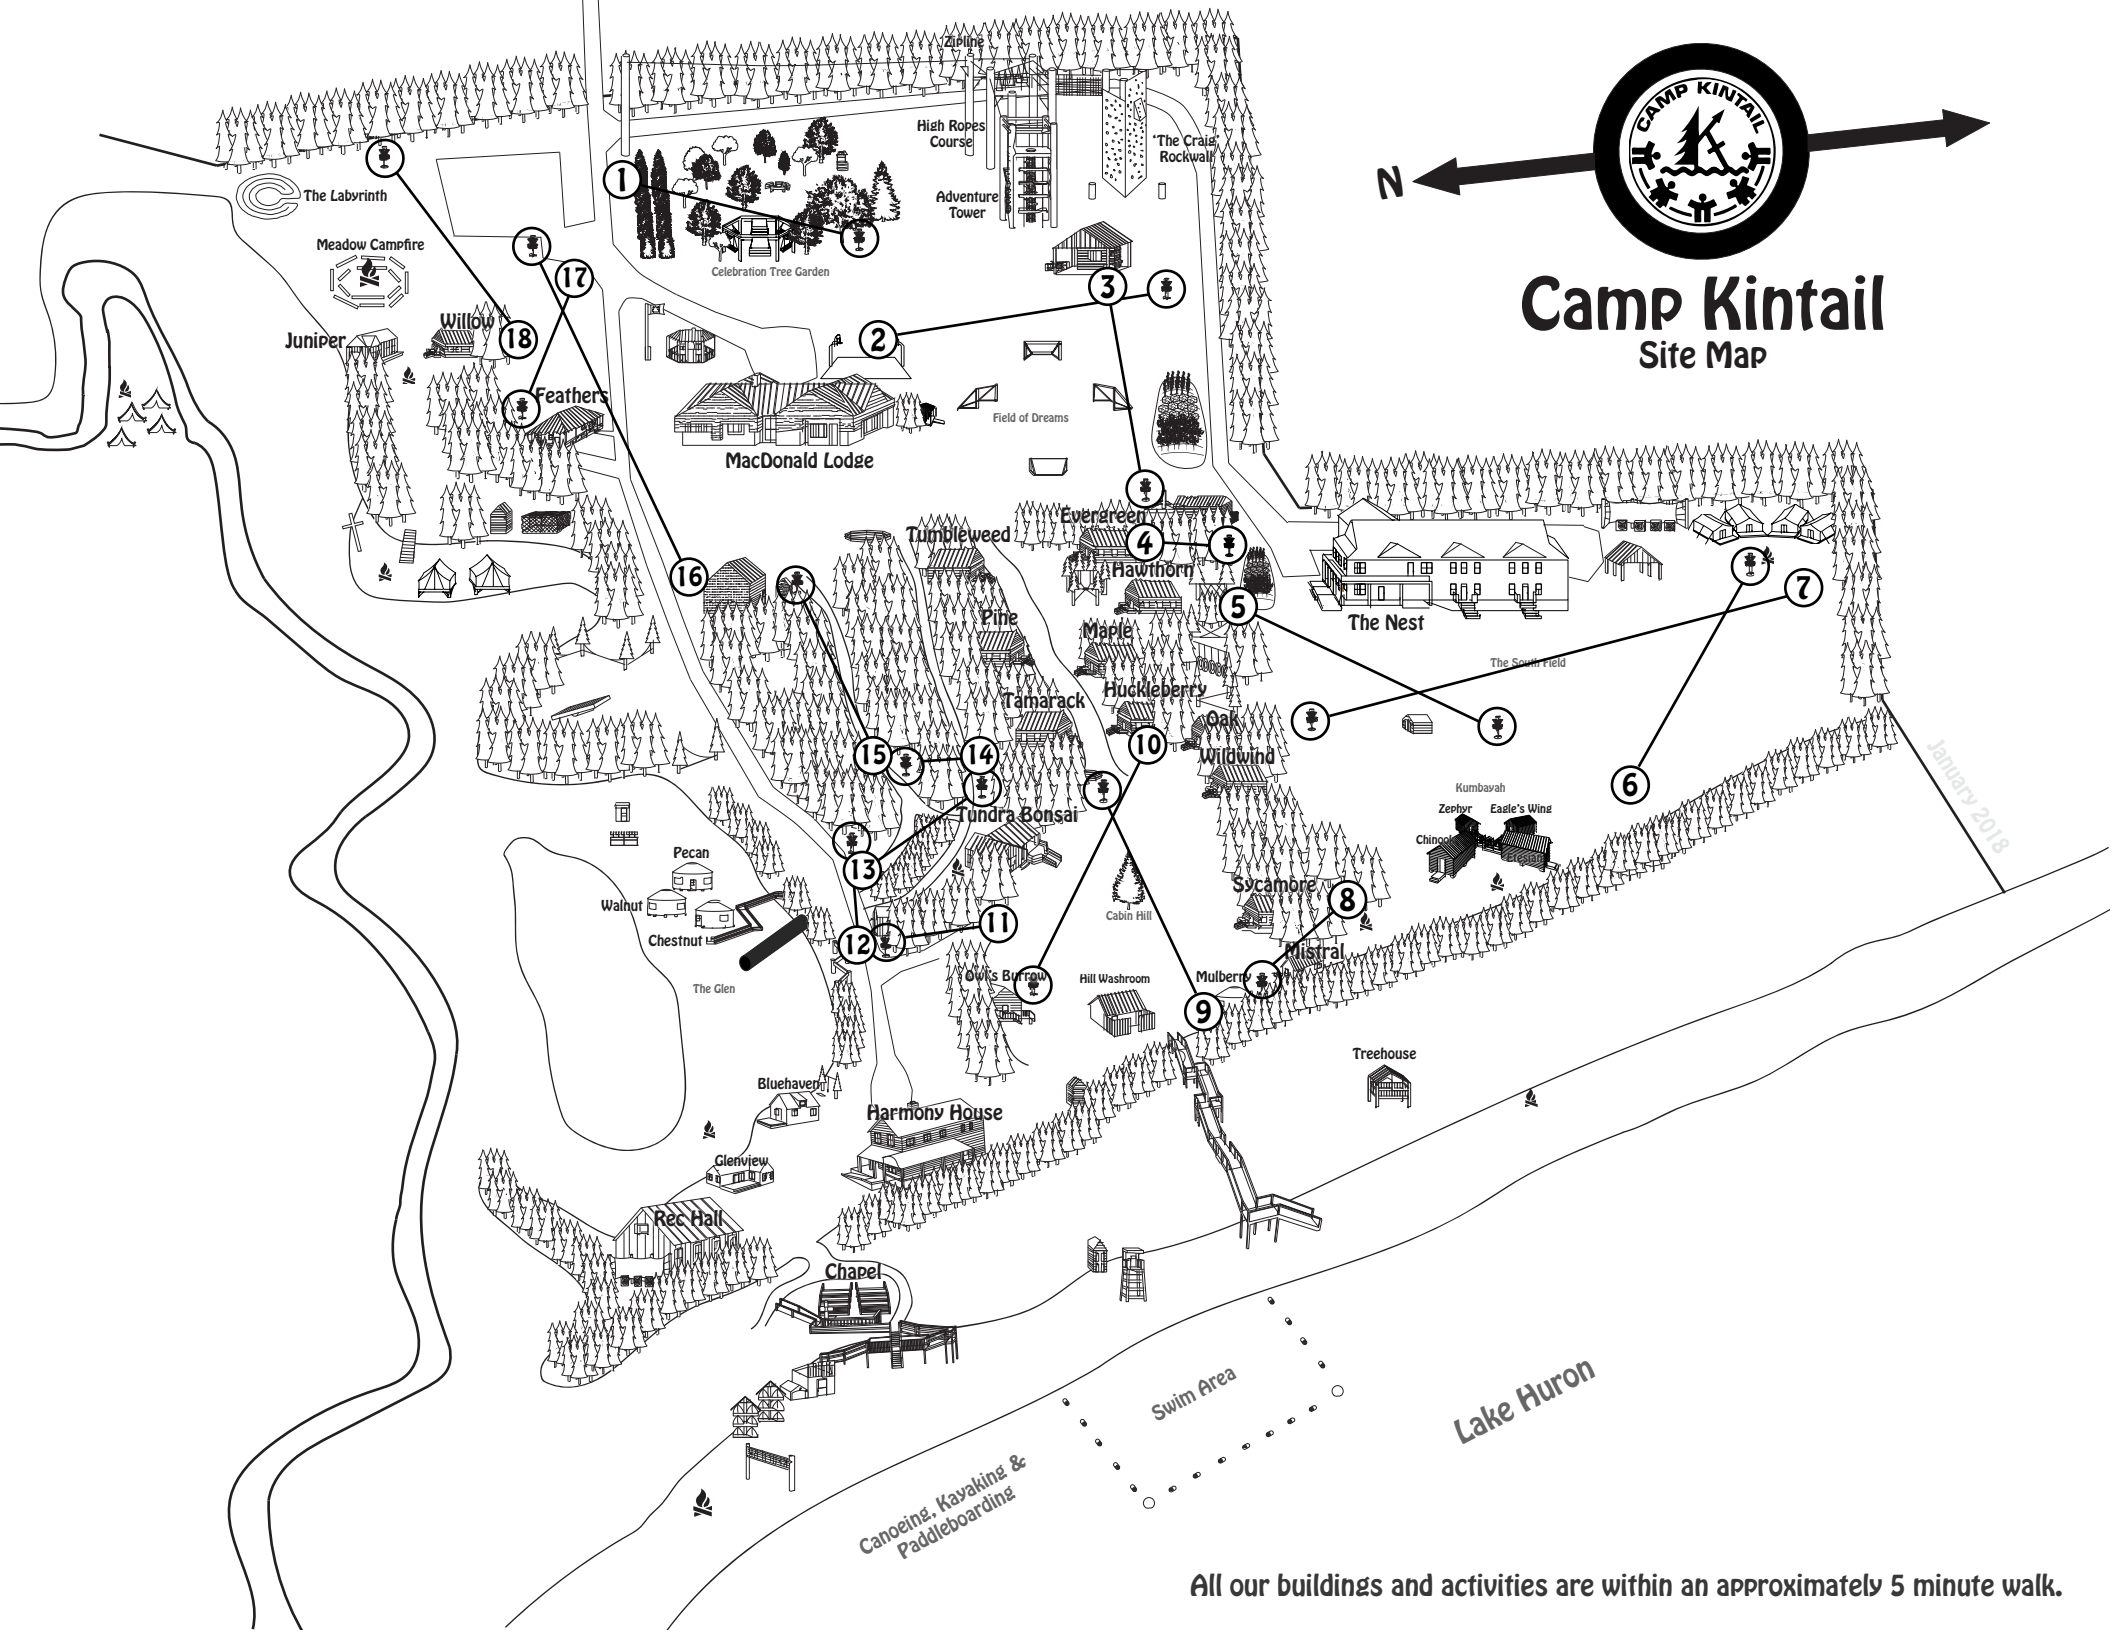 Zipline
CAMP KINTAIL
N
Camp Kintail
Site Map
High Ropes
Course
'The Craig'
Rockwall
Adventure
Tower
The Labyrinth
1
Celebration Tree Garden
Meadow Campfire
17
3
Juniper
Willow
18
2
Feathers
Field of Dreams
MacDonald Lodge
Evergreen
Tumbleweed
4
Hawthorn
16
5
7
The Nest
Pine
Maple
The South Field
Huckleberry
Tamarack
Oak
10
15
14
Wildwind
6
Kumbayah
January 2018
Zephyr
Eagle's Wing
Tundra
Bonsai
Chinook
Etesian
Pecan
13
Sycamore
8
Walnut
Cabin Hill
11
Chestnut
12
Mistral
Owl's Burrow
Hill Washroom
Mulberry
The Glen
9
Treehouse
Bluehaven
Harmony House
Glenview
Rec Hall
Chapel
Swim Area
Lake Huron
Canoeing, Kayaking &
Paddleboarding
All our buildings and activities are within an approximately 5 minute walk.